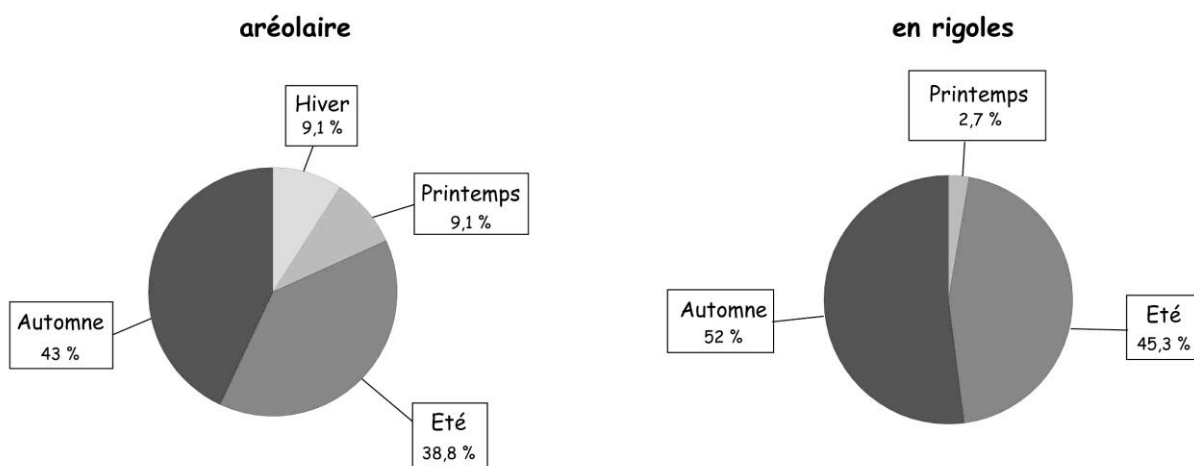 aréolaire
Hiver
9,1 %
Printemps
9,1 %
Automne
43 %
Eté
38,8 %
en rigoles
Printemps
2,7 %
Automne
52 %
Eté
45,3 %